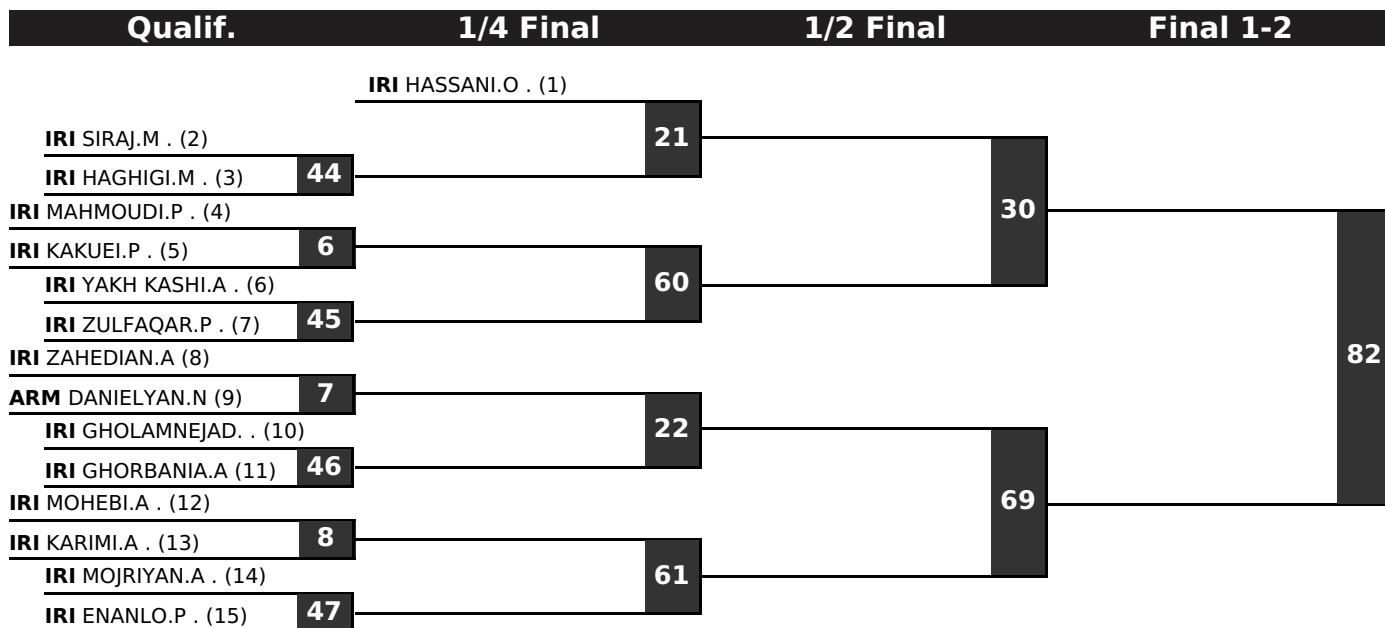 Qualif. 1/4 Final 1/2 Final Final 1-2
IRI HASSANI.O . (1)
21
IRI SIRAJ.M . (2)
44
IRI HAGHIGI.M . (3)
IRI MAHMOUDI.P . (4)
30
6
IRI KAKUEI.P . (5)
IRI YAKH KASHI.A . (6)
60
45
IRI ZULFAQAR.P . (7)
IRI ZAHEDIAN.A (8)
82
7
ARM DANIELYAN.N (9)
IRI GHOLAMNEJAD. . (10)
22
46
IRI GHORBANIA.A (11)
IRI MOHEBI.A . (12)
69
8
IRI KARIMI.A . (13)
IRI MOJRIYAN.A . (14)
61
47
IRI ENANLO.P . (15)